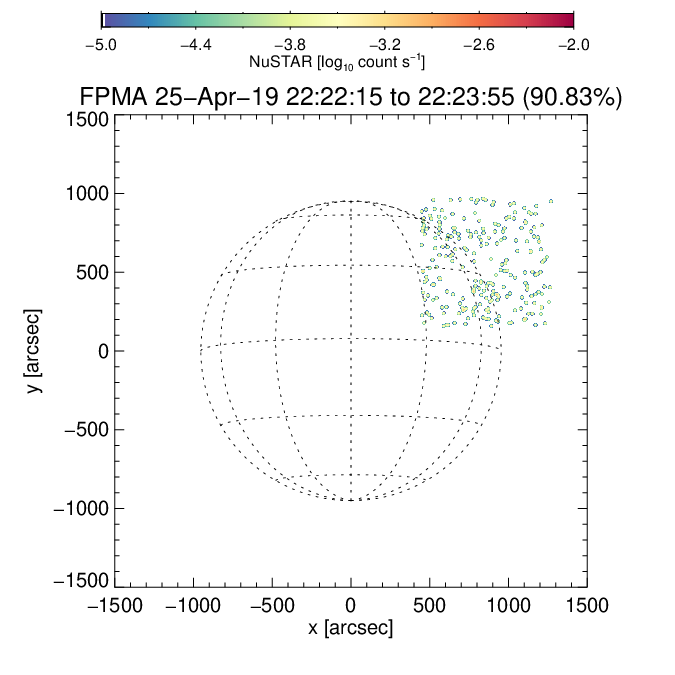 −5.0 −4.4 −3.8 −3.2 −2.6 −2.0
NuSTAR [log10 count s−1]
FPMA 25−Apr−19 22:22:15 to 22:23:55 (90.83%)
1500
1000
500
0
−500
−1000
−1500
y [arcsec]
−1500 −1000 −500 0 500 1000 1500
x [arcsec]